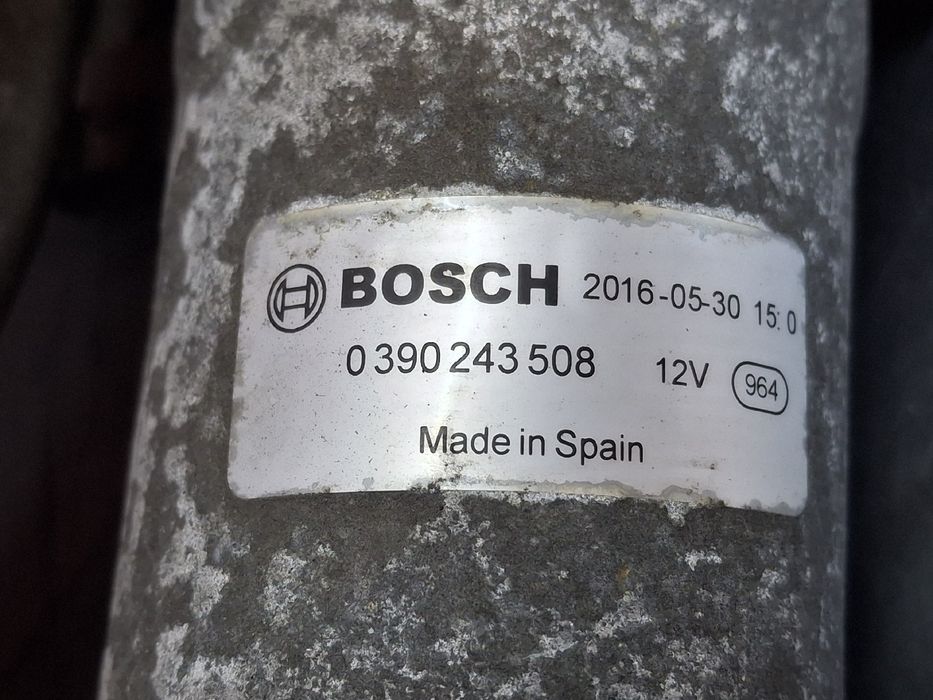 BOSCH 2016-05-30 15:0
0 390 243 508 12V 964
Made in Spain